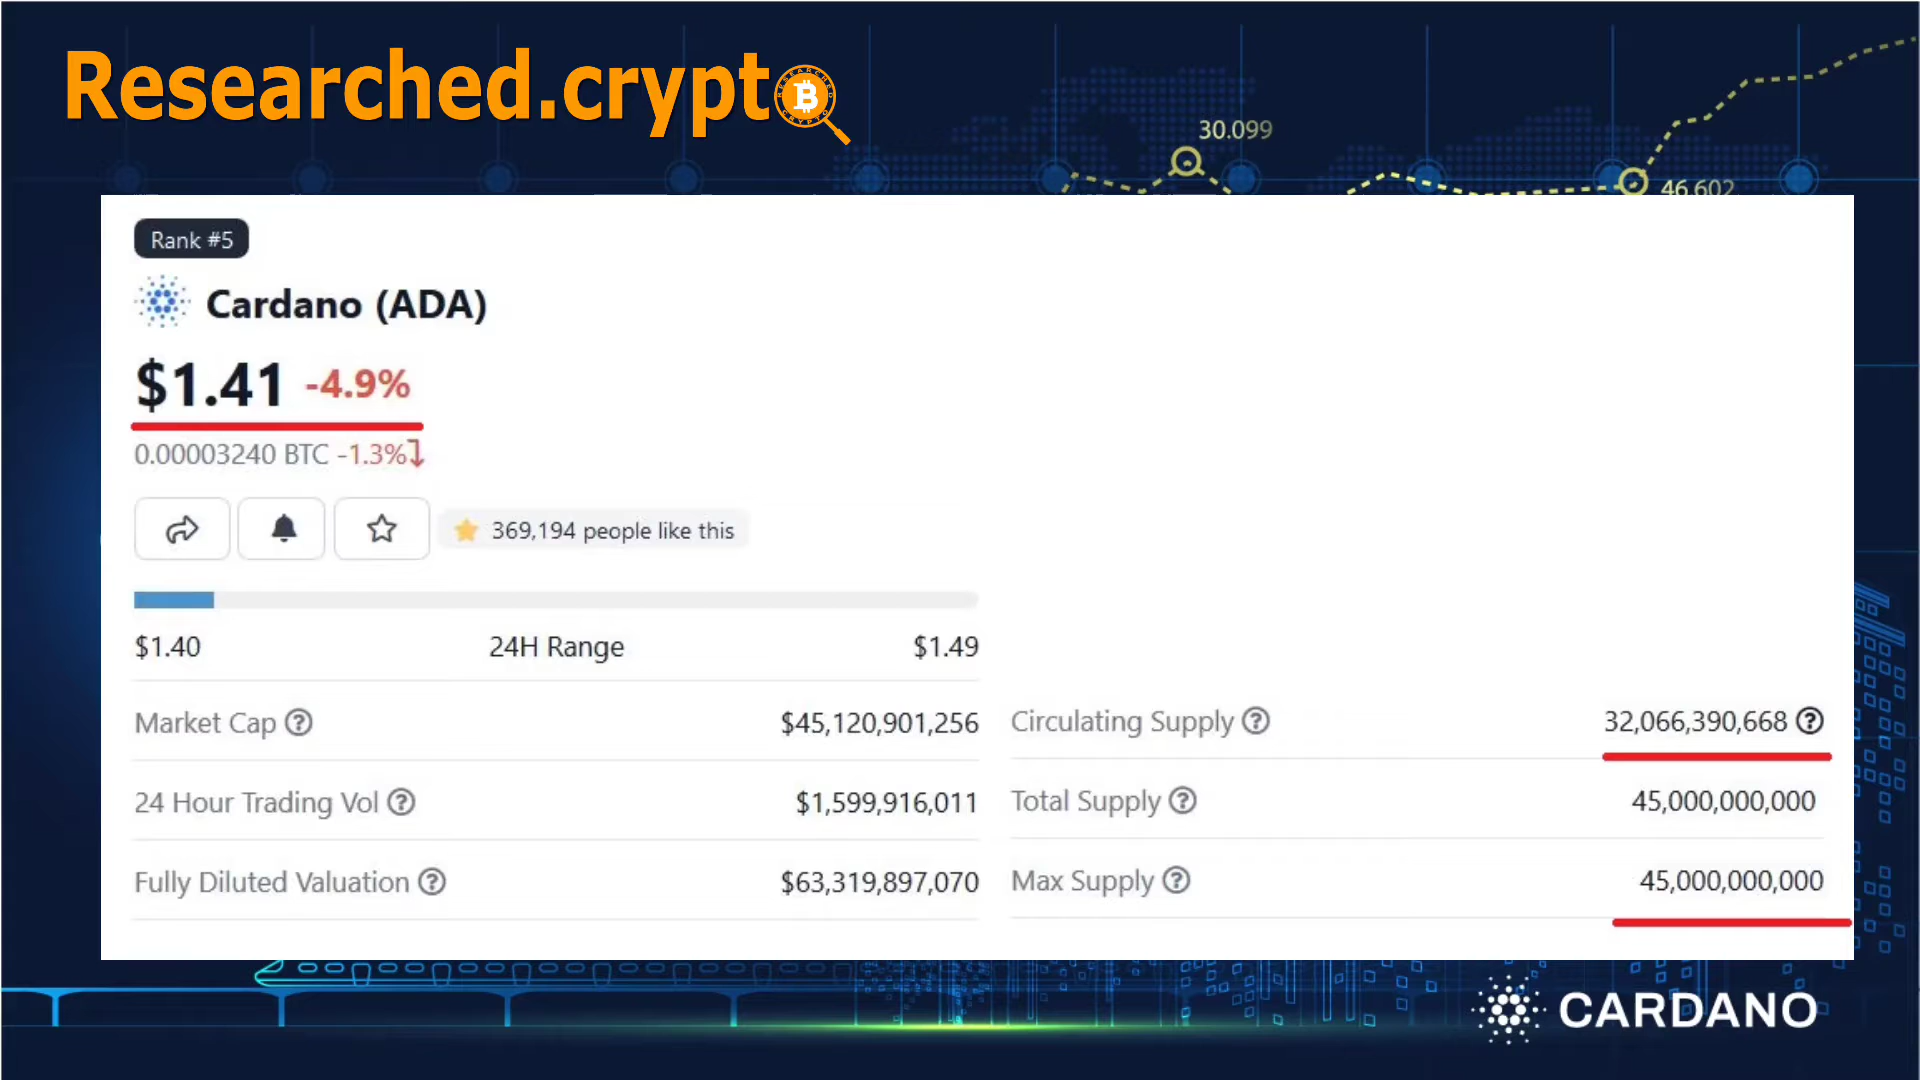 Researched.crypto
30.099
46.602
Rank #5
Cardano (ADA)
$1.41 -4.9%
0.00003240 BTC -1.3%
369,194 people like this
$1.40 24H Range $1.49
Market Cap $45,120,901,256
Circulating Supply 32,066,390,668
24 Hour Trading Vol $1,599,916,011
Total Supply 45,000,000,000
Fully Diluted Valuation $63,319,897,070
Max Supply 45,000,000,000
CARDANO